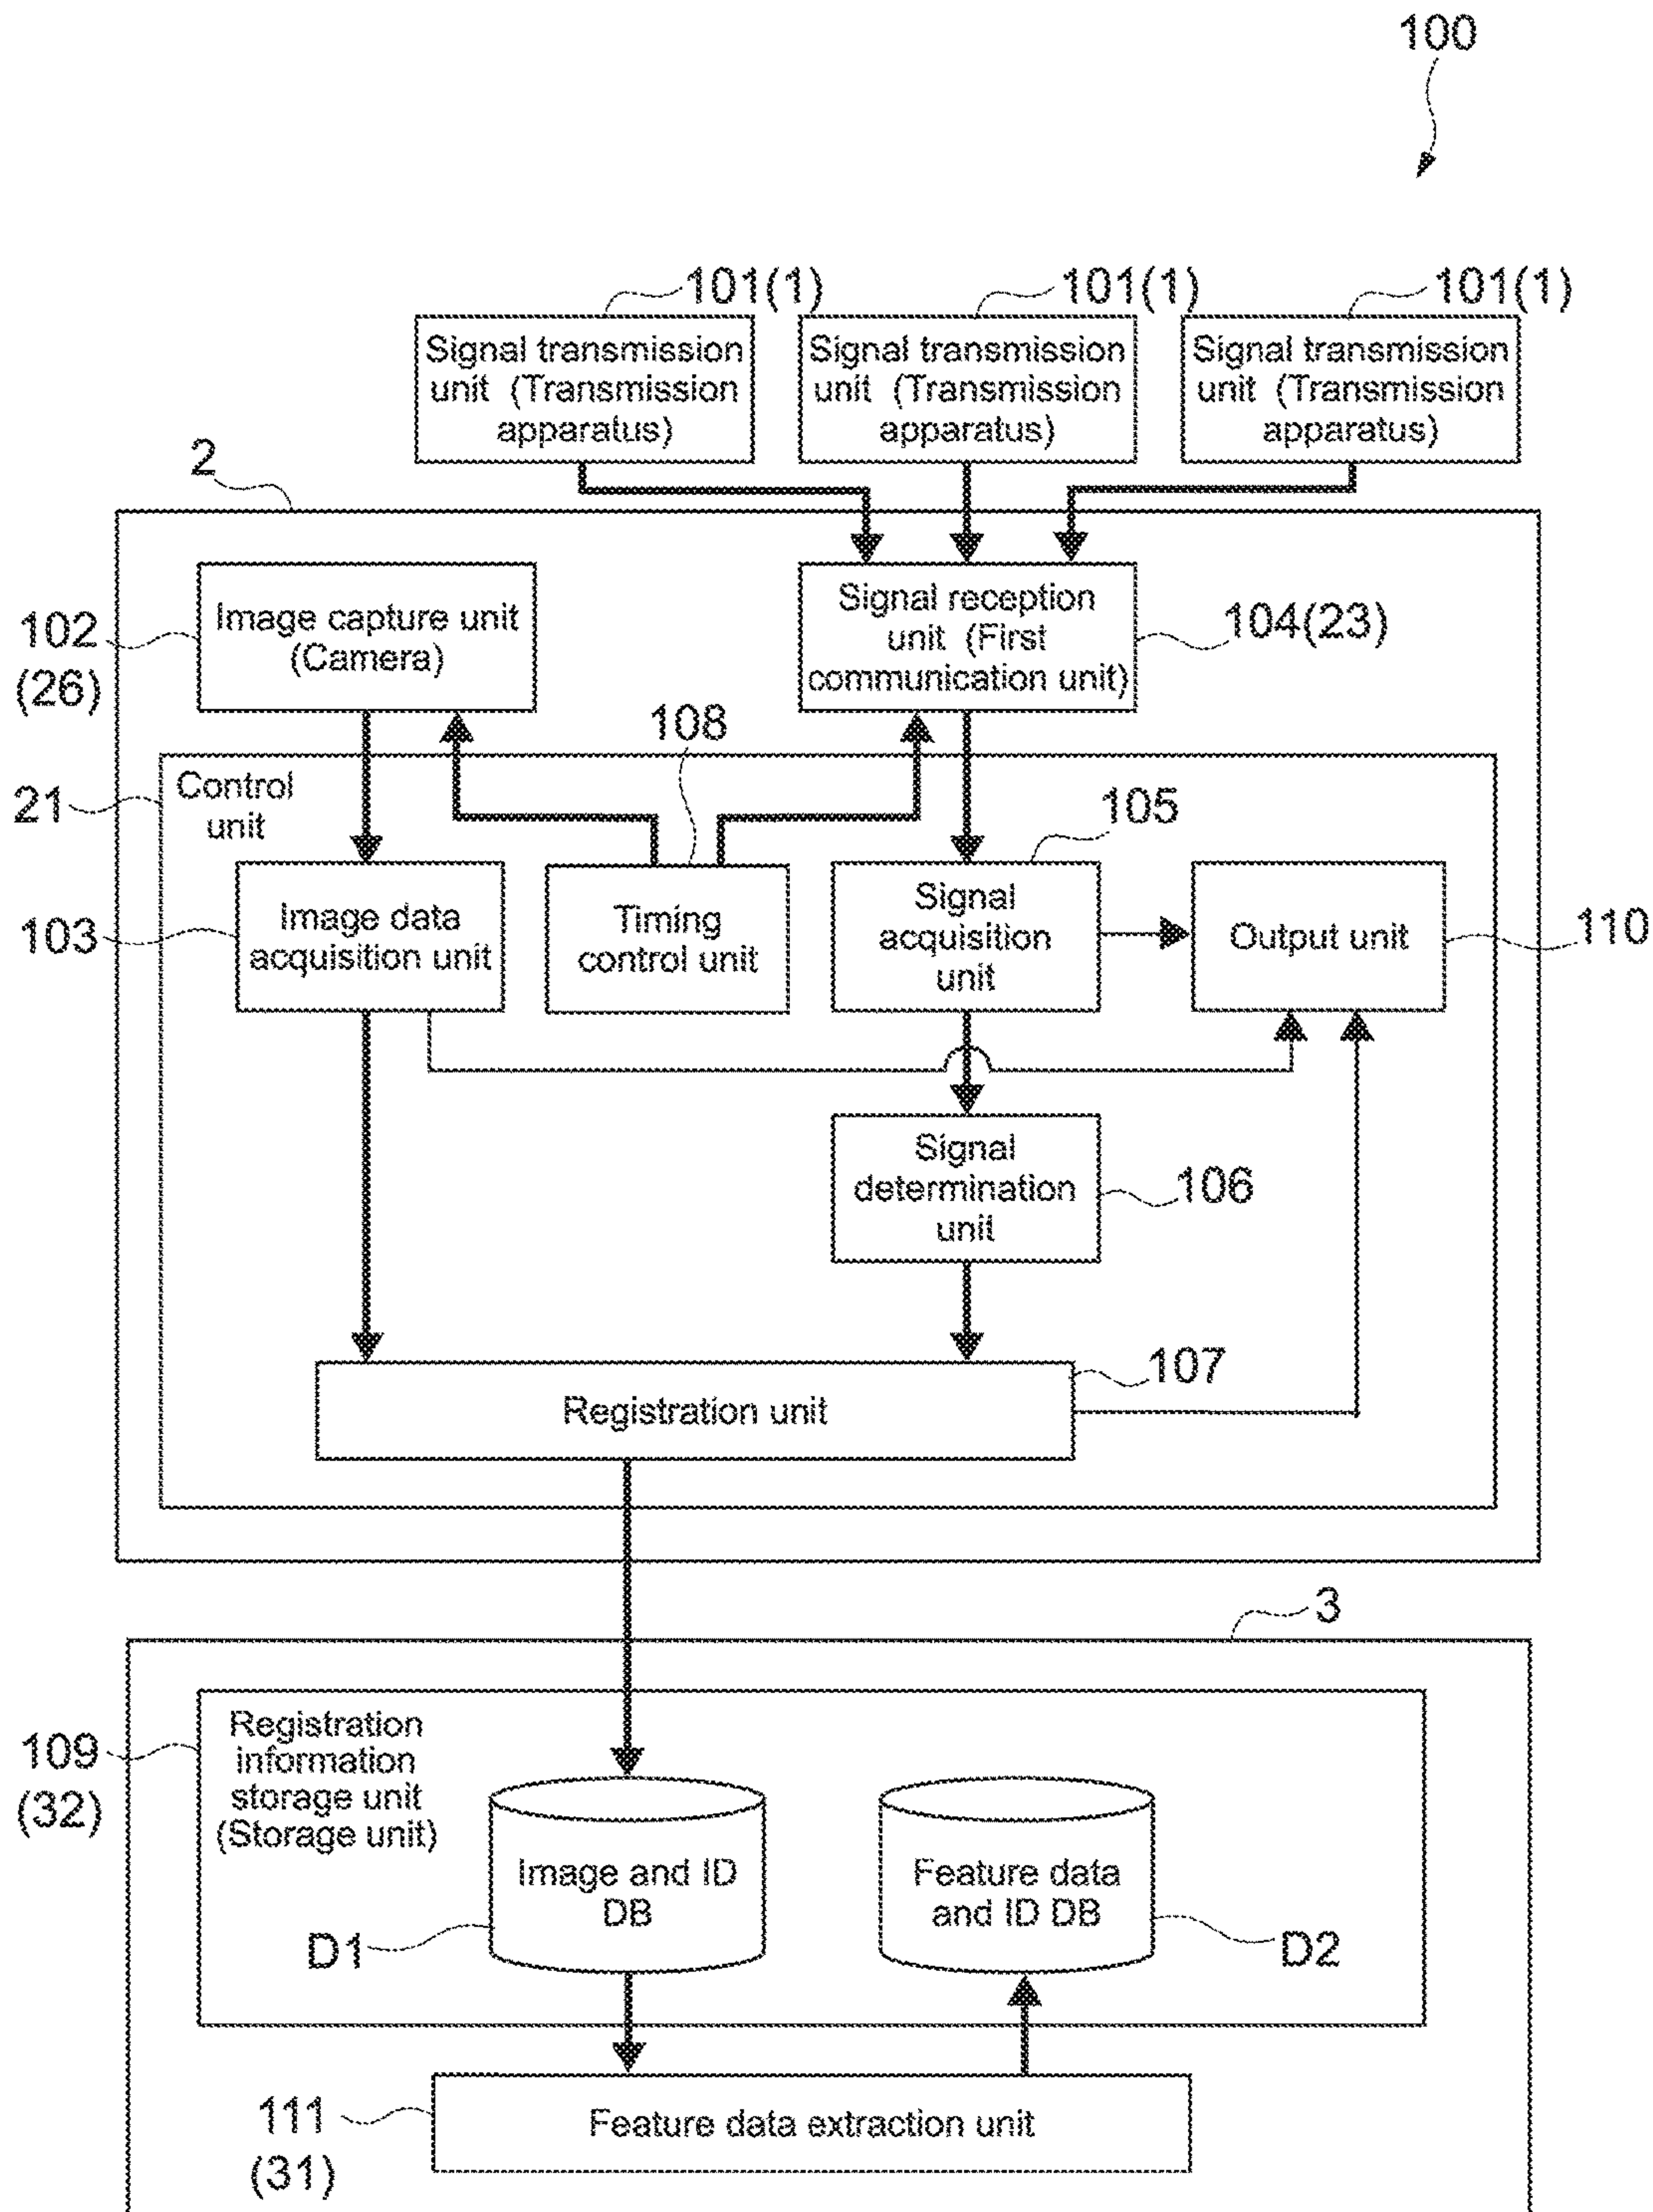 100
101(1)
101(1)
101(1)
Signal transmission
unit (Transmission
apparatus)
Signal transmission
unit (Transmission
apparatus)
Signal transmission
unit (Transmission
apparatus)
2
Image capture unit
(Camera)
102
(26)
Signal reception
unit (First
communication unit)
104(23)
108
21
Control
unit
105
103
Image data
acquisition unit
Timing
control unit
Signal
acquisition
unit
Output unit
110
Signal
determination
unit
106
107
Registration unit
3
109
(32)
Registration
information
storage unit
(Storage unit)
Image and ID
DB
Feature data
and ID DB
D1
D2
111
(31)
Feature data extraction unit